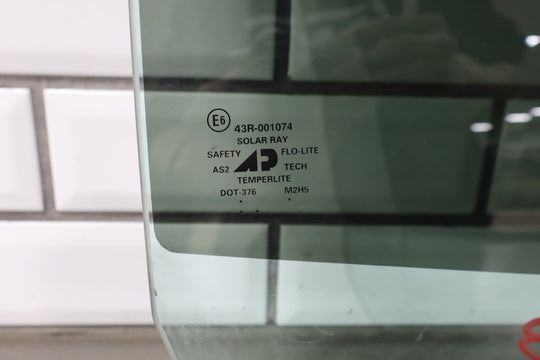 E6 43R-001074
SOLAR RAY
SAFETY AP FLO-LITE
AS2 TECH
TEMPERLITE
DOT-376 M2H5